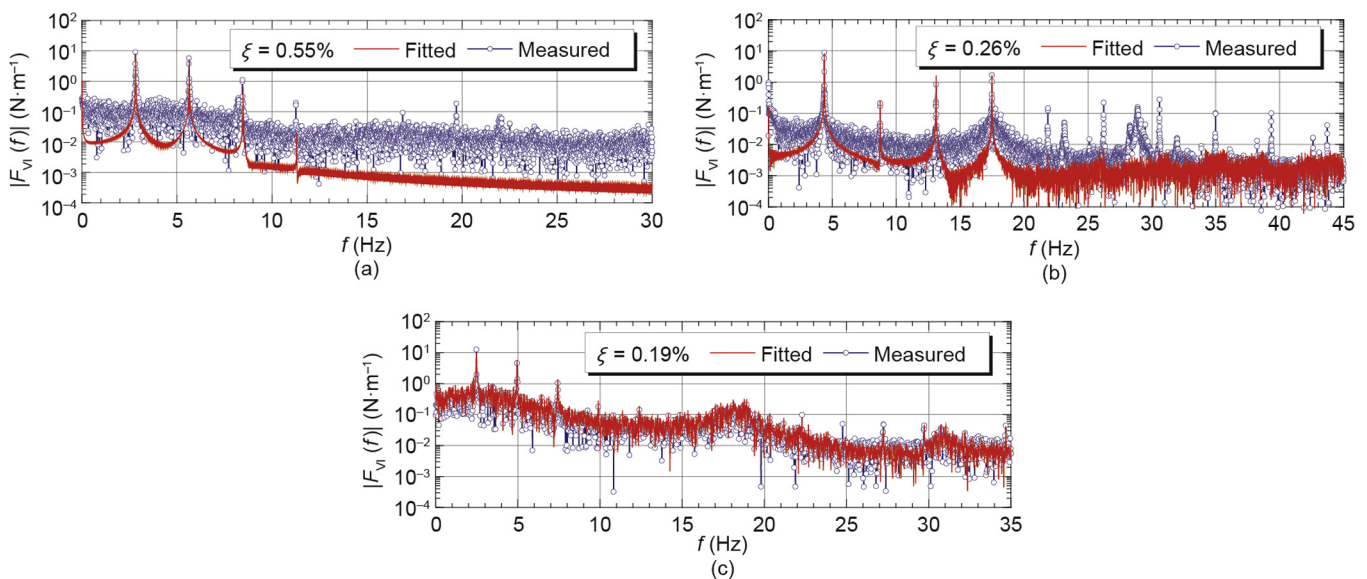 10² 10¹ 10⁰ 10⁻¹ 10⁻² 10⁻³ 10⁻⁴
|F_VI (f)| (N·m⁻¹)
ξ = 0.55% Fitted Measured
0 5 10 15 20 25 30
f (Hz)
(a)
10² 10¹ 10⁰ 10⁻¹ 10⁻² 10⁻³ 10⁻⁴
|F_VI (f)| (N·m⁻¹)
ξ = 0.26% Fitted Measured
0 5 10 15 20 25 30 35 40 45
f (Hz)
(b)
10² 10¹ 10⁰ 10⁻¹ 10⁻² 10⁻³ 10⁻⁴
|F_VI (f)| (N·m⁻¹)
ξ = 0.19% Fitted Measured
0 5 10 15 20 25 30 35
f (Hz)
(c)